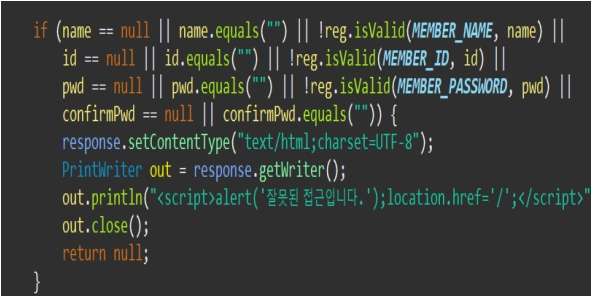 if (name == null || name.equals("") || !reg.isValid(MEMBER_NAME, name) ||
id == null || id.equals("") || !reg.isValid(MEMBER_ID, id) ||
pwd == null || pwd.equals("") || !reg.isValid(MEMBER_PASSWORD, pwd) ||
confirmPwd == null || confirmPwd.equals("")) {
response.setContentType("text/html;charset=UTF-8");
PrintWriter out = response.getWriter();
out.println("<script>alert('잘못된 접근입니다.');location.href='/';</script>"
out.close();
return null;
}